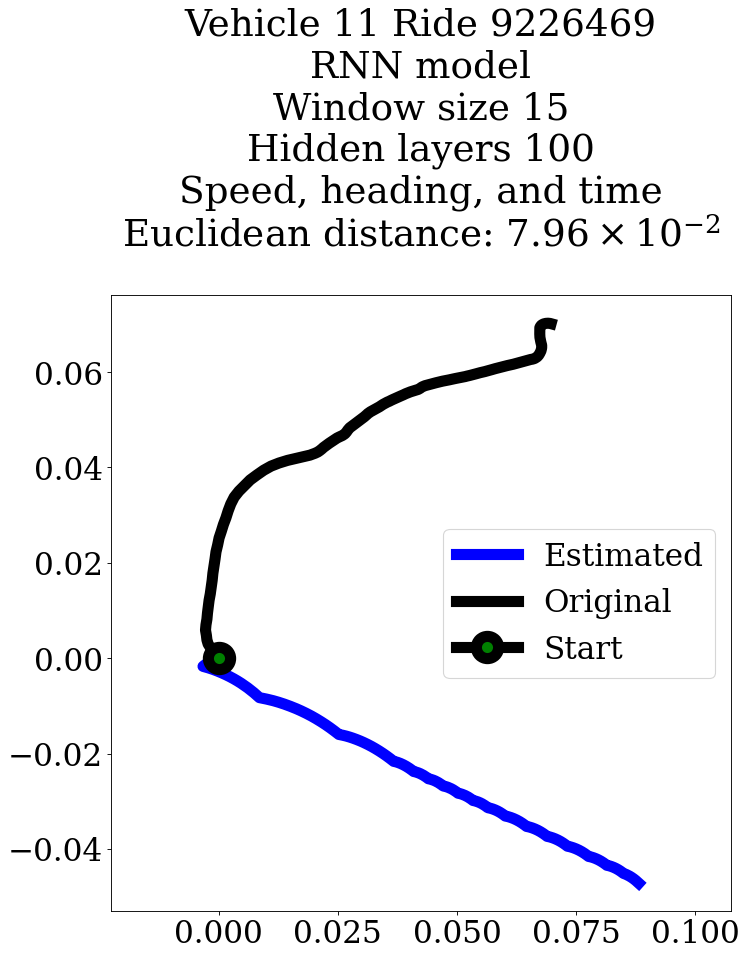 Vehicle 11 Ride 9226469
RNN model
Window size 15
Hidden layers 100
Speed, heading, and time
Euclidean distance: 7.96 × 10⁻²
0.06
0.04
0.02
0.00
−0.02
−0.04
Estimated
Original
Start
0.000 0.025 0.050 0.075 0.100